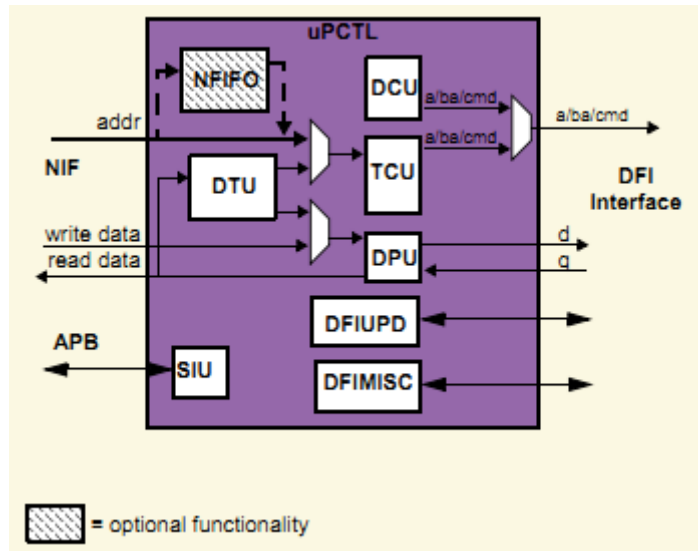 uPCTL
NFIFO
DCU
a/ba/cmd
a/ba/cmd
addr
a/ba/cmd
NIF
DTU
TCU
DFI
Interface
write data
d
read data
DPU
q
DFIUPD
APB
SIU
DFIMISC
= optional functionality